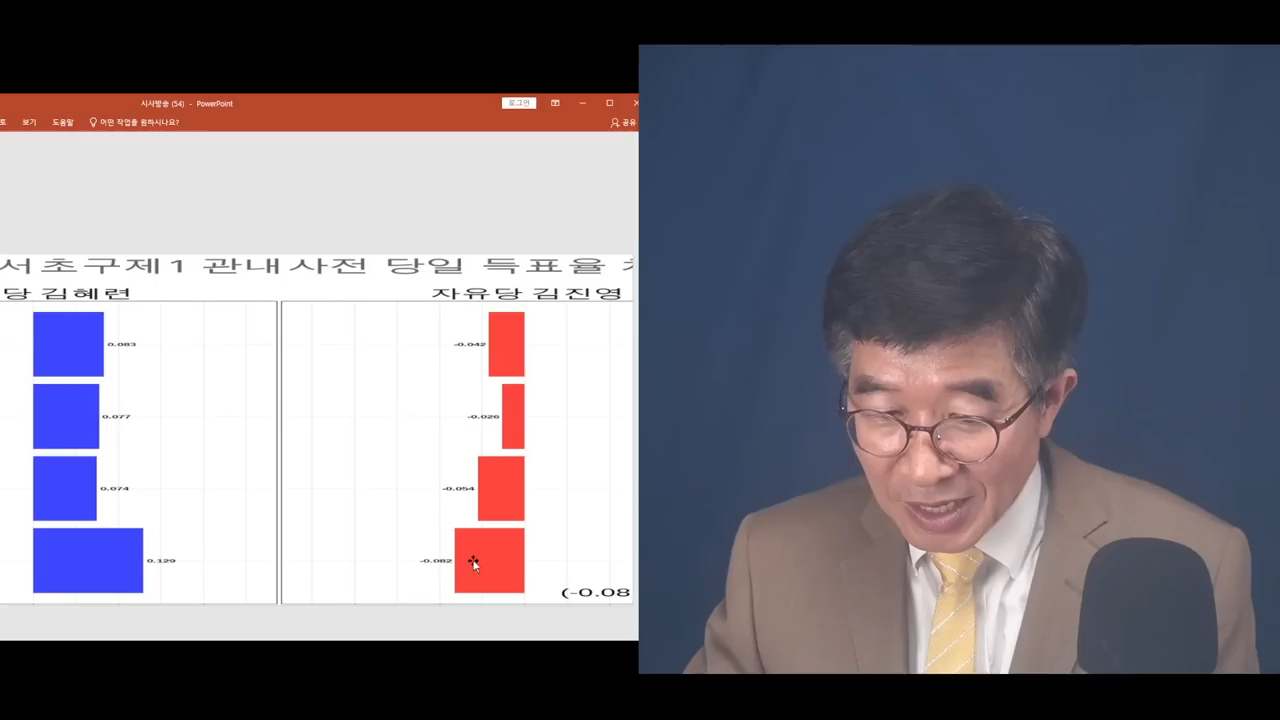 시사방송 (54) - PowerPoint
로그인
토 보기 도움말 어떤 작업을 원하시나요?
공유
서초구제1 관내사전 당일 득표율
당 김혜련
자유당 김진영
0.083
0.077
0.074
0.129
-0.042
-0.026
-0.054
-0.082
(-0.08